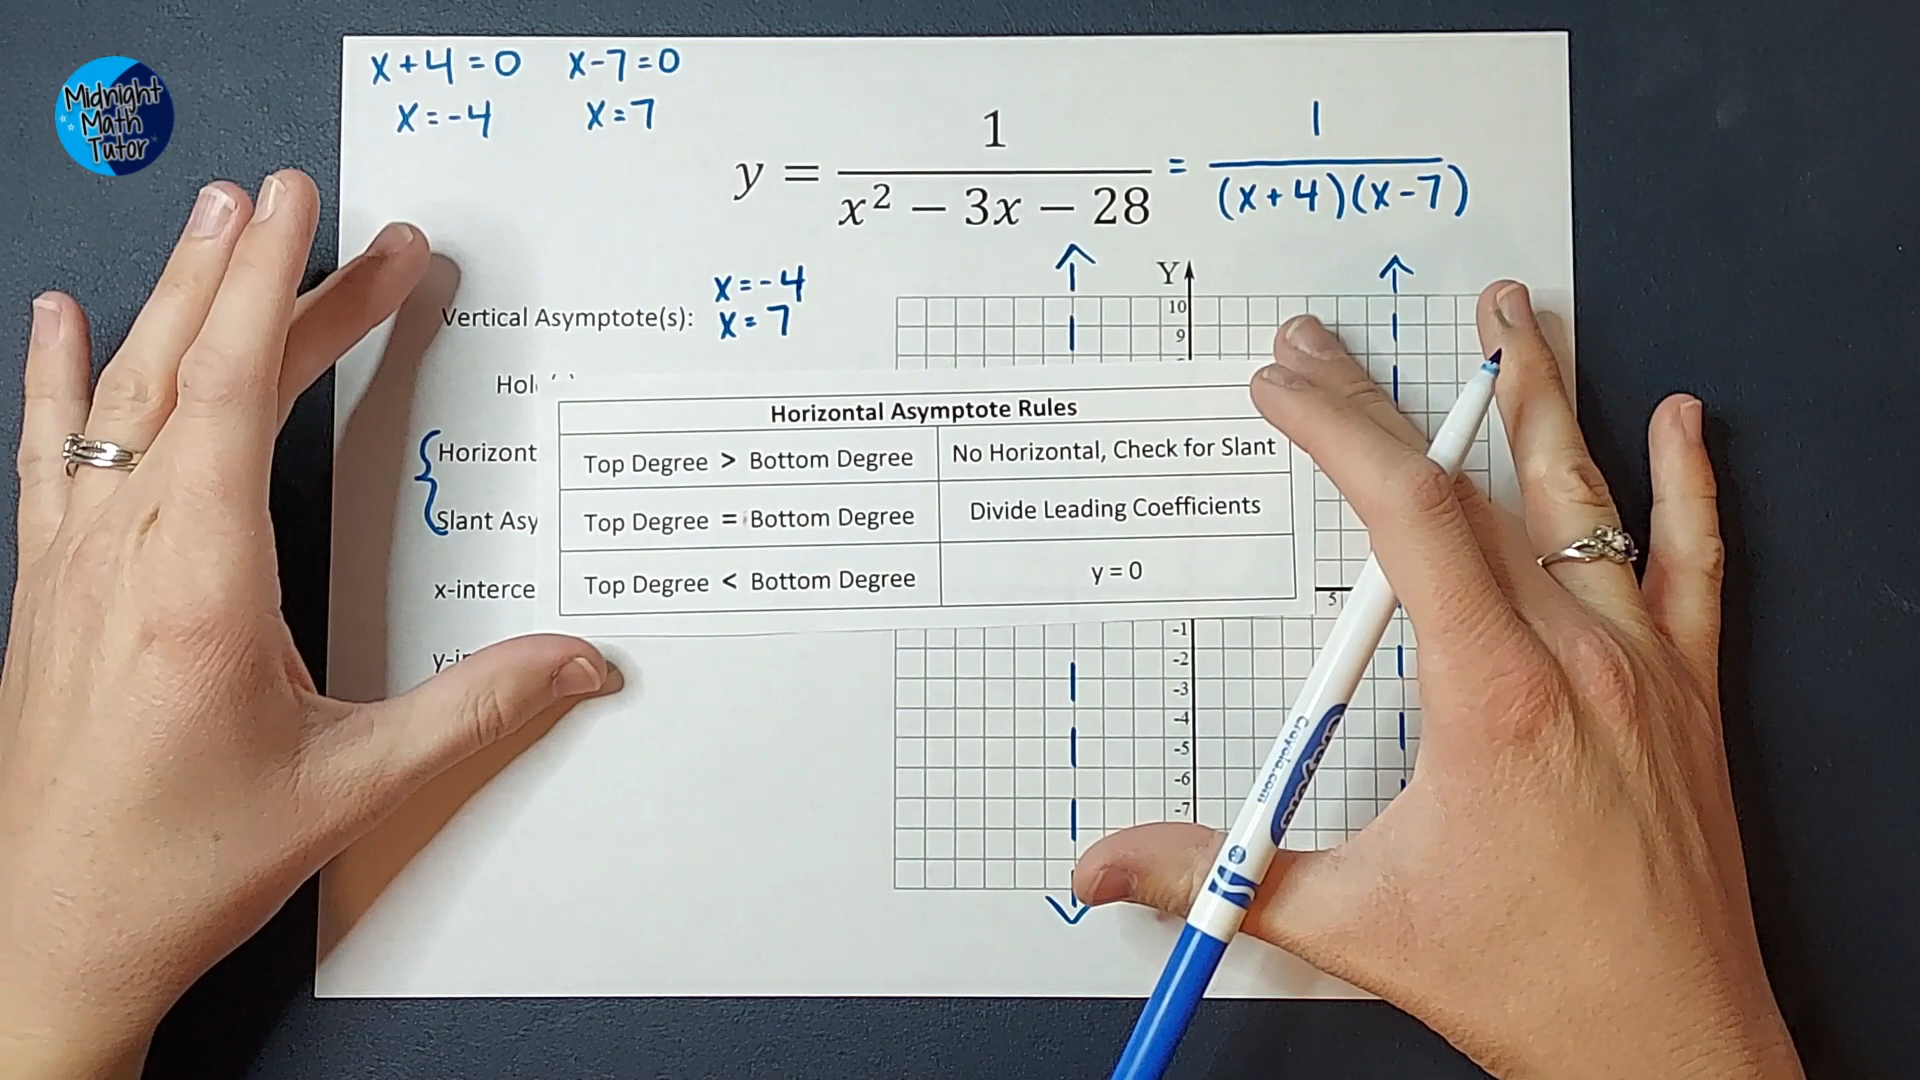 Midnight
Math
Tutor
x+4=0 x-7=0
x=-4 x=7
y = 1/(x² − 3x − 28) = 1/((x+4)(x-7))
Vertical Asymptote(s): x=-4
x=7
Y
10
9
Horizontal Asymptote Rules
Top Degree > Bottom Degree No Horizontal, Check for Slant
Top Degree = Bottom Degree Divide Leading Coefficients
Top Degree < Bottom Degree y = 0
Hol
Horizont
Slant Asy
x-interce
5
-1
-2
-3
-4
-5
-6
-7
Crayola.com